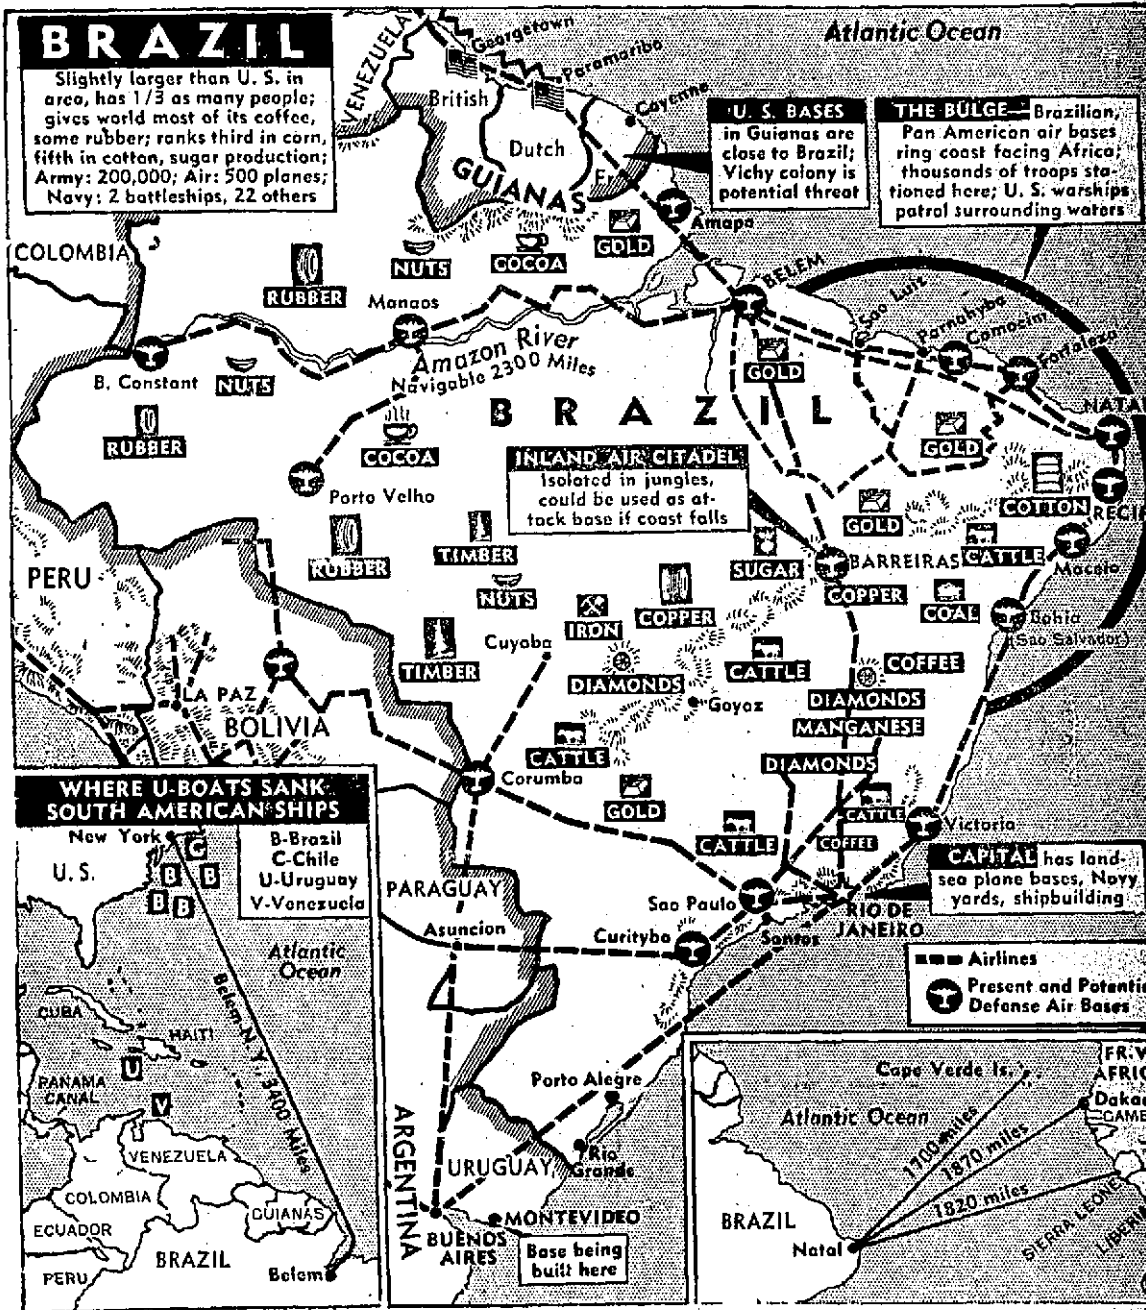 BRAZIL
Slightly larger than U. S. in
area, has 1/3 as many people;
gives world most of its coffee,
some rubber; ranks third in corn,
fifth in cotton, sugar production;
Army: 200,000; Air: 500 planes;
Navy: 2 battleships, 22 others
Atlantic Ocean
VENEZUELA
Georgetown
Paramaribo
Cayenne
British
Dutch
Fr.
GUIANAS
U. S. BASES
in Guianas are
close to Brazil;
Vichy colony is
potential threat
THE BULGE— Brazilian,
Pan American air bases
ring coast facing Africa;
thousands of troops sta-
tioned here; U. S. warships
patrol surrounding waters
COLOMBIA
RUBBER
NUTS
COCOA
GOLD
Amapa
BELEM
Sao Luiz
Parnahyba
Camocim
Fortaleza
NATA
RECI
B. Constant
NUTS
Manaos
Amazon River
Navigable 2300 Miles
GOLD
BRAZIL
RUBBER
COCOA
Porto Velho
INLAND AIR CITADEL
Isolated in jungles,
could be used as at-
tack base if coast falls
GOLD
GOLD
COTTON
PERU
RUBBER
TIMBER
NUTS
SUGAR
BARREIRAS
CATTLE
Maceio
COPPER
COAL
IRON
COPPER
Bahia
(Sao Salvador)
TIMBER
Cuyaba
DIAMONDS
CATTLE
COFFEE
DIAMONDS
MANGANESE
LA PAZ
BOLIVIA
Goyaz
CATTLE
DIAMONDS
Corumba
GOLD
CATTLE
CATTLE
COFFEE
Victoria
CAPITAL has land-
sea plane bases, Navy
yards, shipbuilding
PARAGUAY
Sao Paulo
RIO DE
JANEIRO
Asuncion
Curityba
Santos
Airlines
Present and Potentia
Defense Air Bases
Porto Alegre
Rio
Grande
ARGENTINA
URUGUAY
MONTEVIDEO
BUENOS
AIRES
Base being
built here
WHERE U-BOATS SANK
SOUTH AMERICAN SHIPS
New York
C
B
B
B
B
B-Brazil
C-Chile
U-Uruguay
V-Venezuela
U. S.
Atlantic
Ocean
Belem-N.Y. 3400 Miles
CUBA
HAITI
U
PANAMA
CANAL
V
VENEZUELA
COLOMBIA
GUIANAS
ECUADOR
BRAZIL
PERU
Belem
Cape Verde Is.
FR. W
AFRIC
Daka
GAMB
Atlantic Ocean
1700 miles
1870 miles
1820 miles
SIERRA LEONE
LIBERIA
BRAZIL
Natal